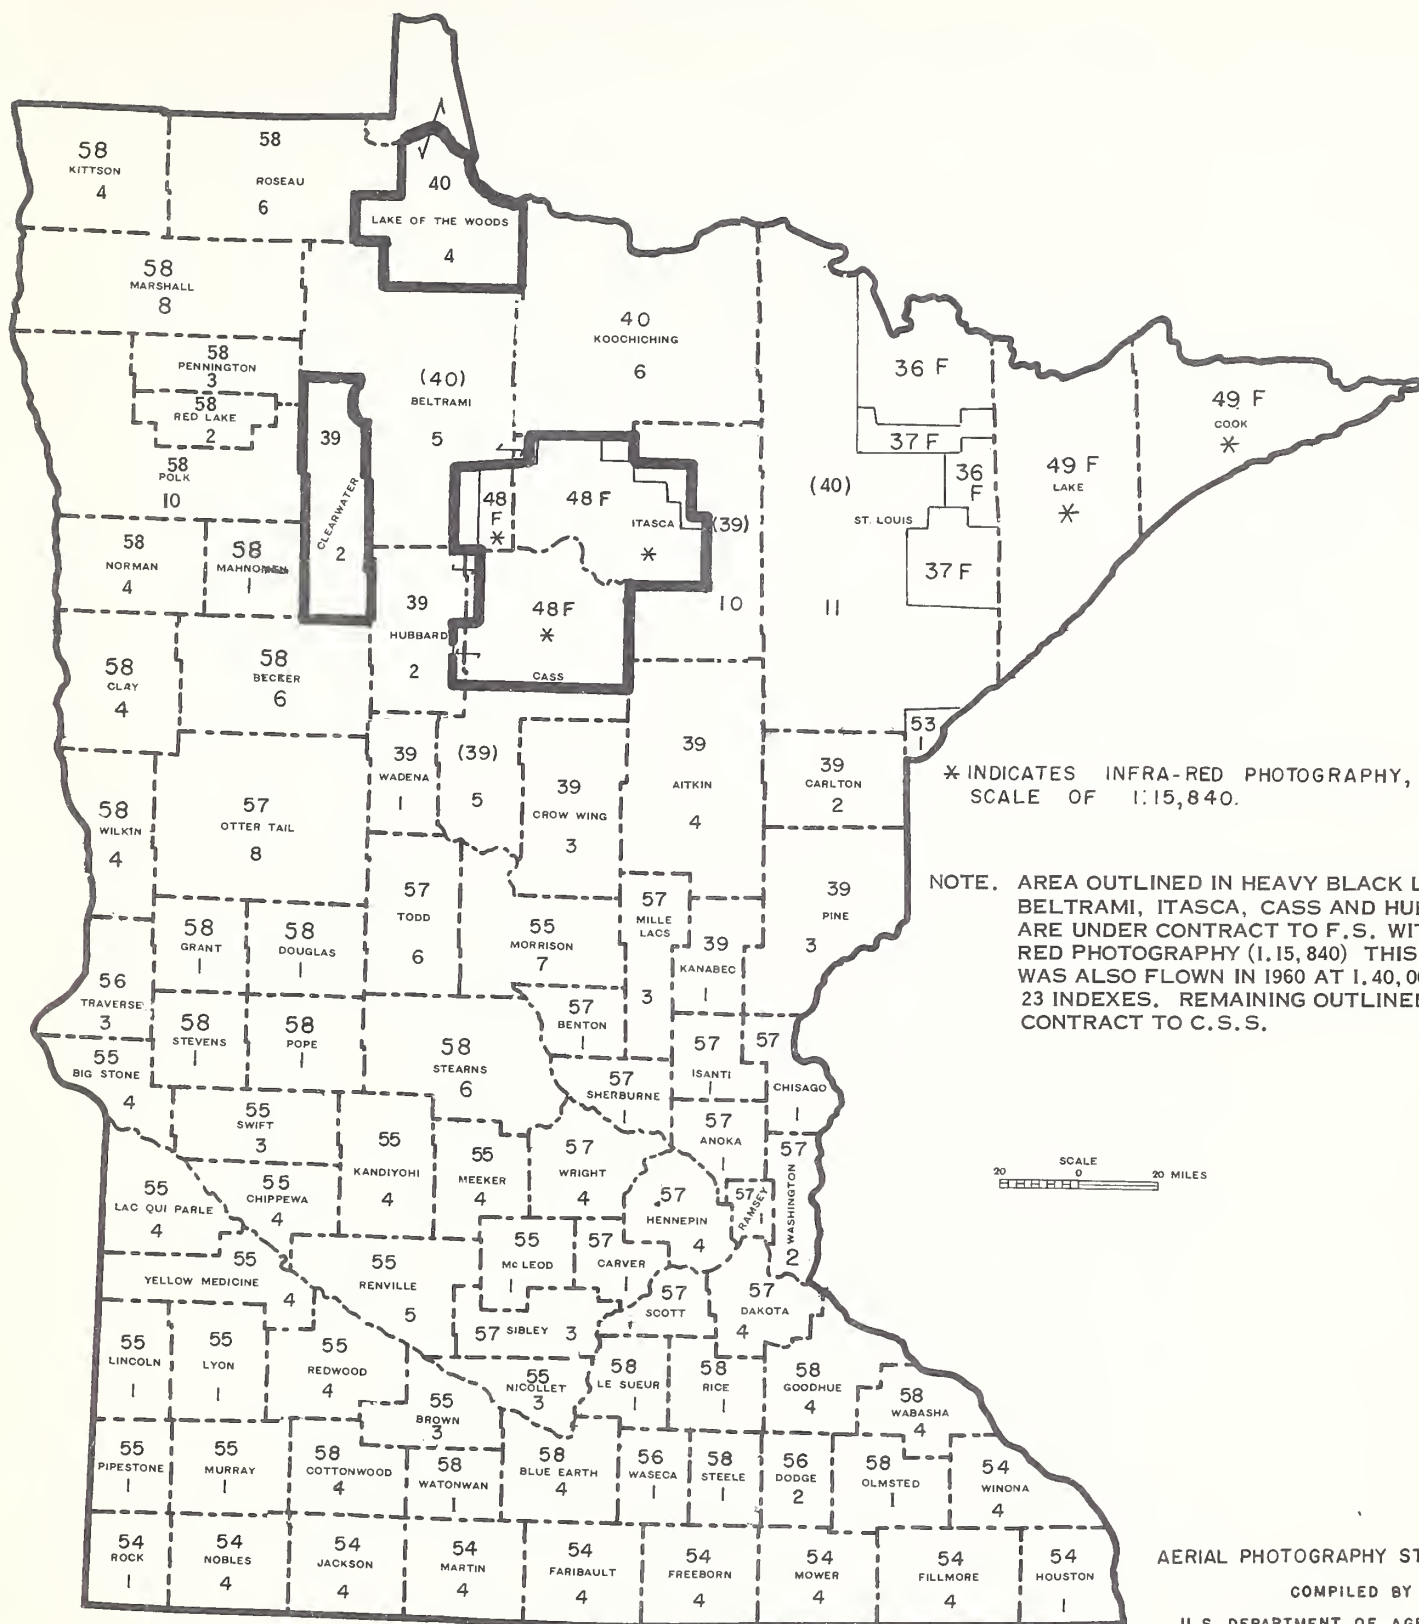 58
KITTSON
4
58
ROSEAU
6
40
LAKE OF THE WOODS
4
58
MARSHALL
8
58
PENNINGTON
3
58
RED LAKE
2
58
POLK
10
39
CLEARWATER
2
(40)
BELTRAMI
5
40
KOOCHICHING
6
36 F
37 F
36
F
37 F
(40)
ST. LOUIS
11
49 F
LAKE
*
49 F
COOK
*
48
F
*
48 F
ITASCA
*
(39)
10
48 F
*
CASS
58
NORMAN
4
58
MAHNOMEN
1
39
HUBBARD
2
58
CLAY
4
58
BECKER
6
53
1
39
WADENA
1
(39)
5
39
CROW WING
3
39
AITKIN
4
39
CARLTON
2
* INDICATES INFRA-RED PHOTOGRAPHY,
SCALE OF 1:15,840.
58
WILKIN
4
57
OTTER TAIL
8
57
TODD
6
55
MORRISON
7
57
MILLE
LACS
3
39
KANABEC
1
39
PINE
3
NOTE. AREA OUTLINED IN HEAVY BLACK
BELTRAMI, ITASCA, CASS AND
ARE UNDER CONTRACT TO F.S.
RED PHOTOGRAPHY (1.15, 840) THIS
WAS ALSO FLOWN IN 1960 AT
23 INDEXES. REMAINING
CONTRACT TO C.S.S.
58
GRANT
1
58
DOUGLAS
1
56
TRAVERSE
3
58
STEVENS
1
58
POPE
1
58
STEARNS
6
57
BENTON
1
57
SHERBURNE
1
57
ISANTI
1
57
CHISAGO
1
55
BIG STONE
4
55
SWIFT
3
55
KANDIYOHI
4
55
MEEKER
4
57
WRIGHT
4
57
ANOKA
1
57
WASHINGTON
2
57
RAMSEY
1
57
HENNEPIN
4
SCALE
20 0 20 MILES
55
LAC QUI PARLE
4
55
CHIPPEWA
4
55
YELLOW MEDICINE
4
55
RENVILLE
5
55
Mc LEOD
1
57
CARVER
1
57
SCOTT
1
57
DAKOTA
4
57 SIBLEY 3
55
LINCOLN
1
55
LYON
1
55
REDWOOD
4
55
BROWN
3
55
NICOLLET
3
58
LE SUEUR
1
58
RICE
1
58
GOODHUE
4
58
WABASHA
4
55
PIPESTONE
1
55
MURRAY
1
58
COTTONWOOD
4
58
WATONWAN
1
58
BLUE EARTH
4
56
WASECA
1
58
STEELE
1
56
DODGE
2
58
OLMSTED
1
54
WINONA
4
54
ROCK
1
54
NOBLES
4
54
JACKSON
4
54
MARTIN
4
54
FARIBAULT
4
54
FREEBORN
4
54
MOWER
4
54
FILLMORE
4
54
HOUSTON
1
AERIAL PHOTOGRAPHY
COMPILED BY
U.S. DEPARTMENT OF